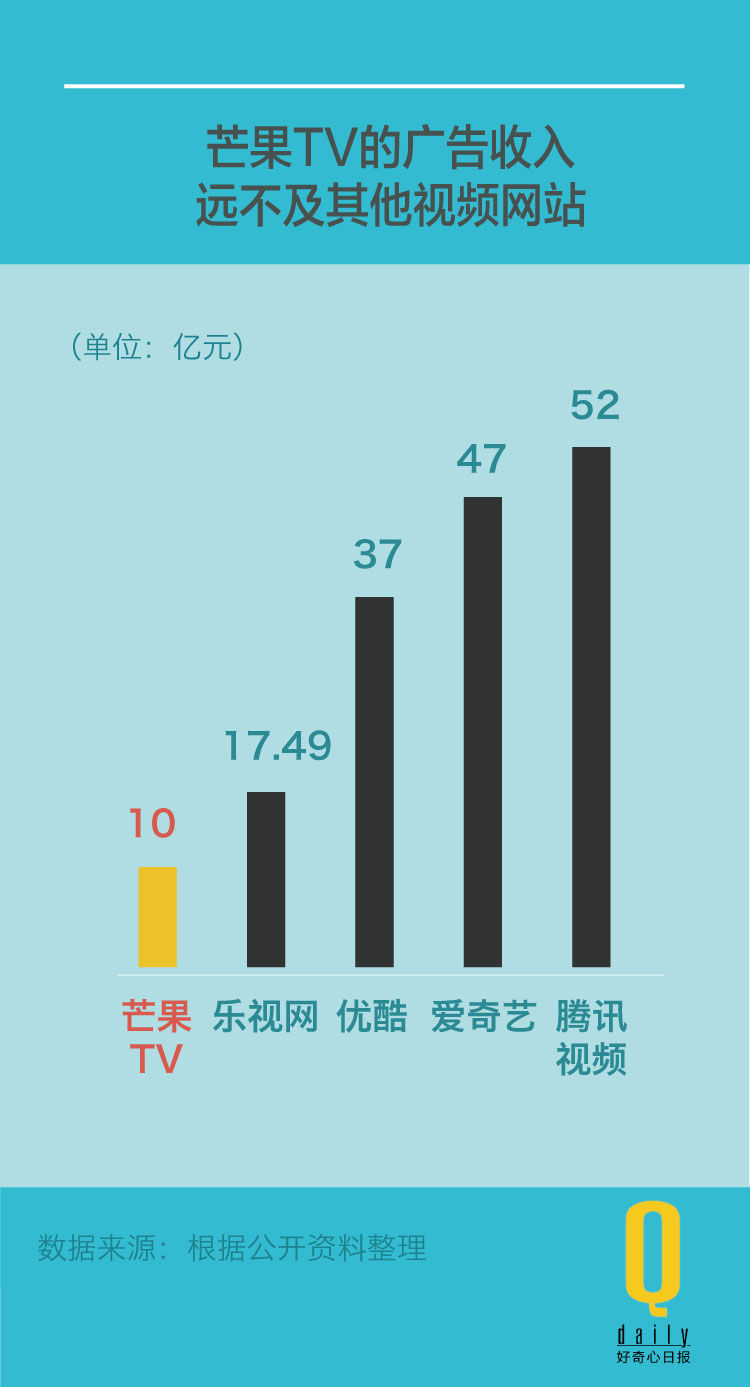 芒果TV的广告收入
远不及其他视频网站
（单位：亿元）
52
47
37
17.49
10
芒果
TV
乐视网
优酷
爱奇艺
腾讯
视频
数据来源：根据公开资料整理
Q
daily
好奇心日报